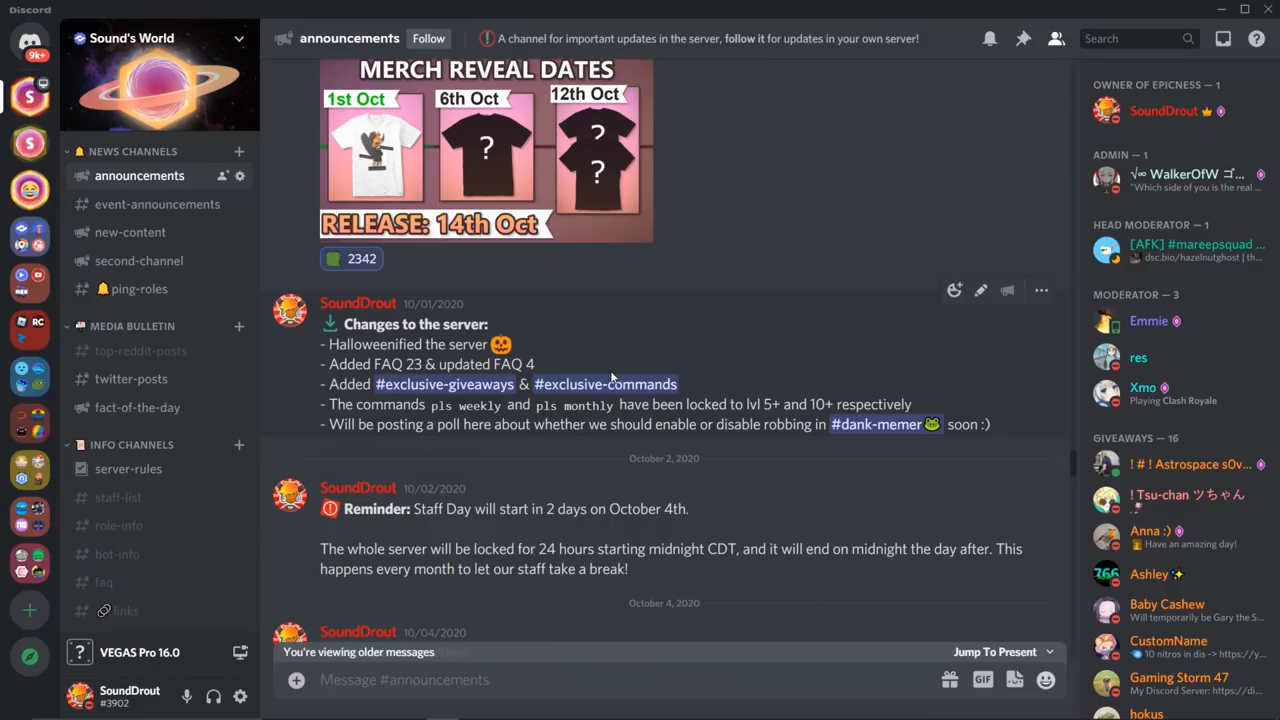 Discord
9k+
S
S
RC
Sound's World
NEWS CHANNELS
announcements
event-announcements
new-content
second-channel
ping-roles
MEDIA BULLETIN
top-reddit-posts
twitter-posts
fact-of-the-day
INFO CHANNELS
server-rules
staff-list
role-info
bot-info
faq
links
VEGAS Pro 16.0
SoundDrout
#3902
announcements
Follow
A channel for important updates in the server, follow it for updates in your own server!
Search
MERCH REVEAL DATES
1st Oct
6th Oct
12th Oct
?
?
?
RELEASE: 14th Oct
2342
SoundDrout 10/01/2020
Changes to the server:
- Halloweenified the server
- Added FAQ 23 & updated FAQ 4
- Added #exclusive-giveaways & #exclusive-commands
- The commands pls weekly and pls monthly have been locked to lvl 5+ and 10+ respectively
- Will be posting a poll here about whether we should enable or disable robbing in #dank-memer soon :)
October 2, 2020
SoundDrout 10/02/2020
Reminder: Staff Day will start in 2 days on October 4th.
The whole server will be locked for 24 hours starting midnight CDT, and it will end on midnight the day after. This
happens every month to let our staff take a break!
October 4, 2020
SoundDrout 10/04/2020
You're viewing older messages
Jump To Present
Message #announcements
GIF
OWNER OF EPICNESS — 1
SoundDrout
ADMIN — 1
√∞ WalkerOfW ゴ...
"Which side of you is the real ...
HEAD MODERATOR — 1
[AFK] #mareepsquad ...
dsc.bio/hazelnutghost | th...
MODERATOR — 3
Emmie
res
Xmo
Playing Clash Royale
GIVEAWAYS — 16
! # ! Astrospace s0v...
! Tsu-chan ツちゃん
Anna :)
Have an amazing day!
766
Ashley
Baby Cashew
Will temporarily be Gary the S...
CustomName
10 nitros in dis -> https://y...
Gaming Storm 47
My Discord Server: https://di...
hokus